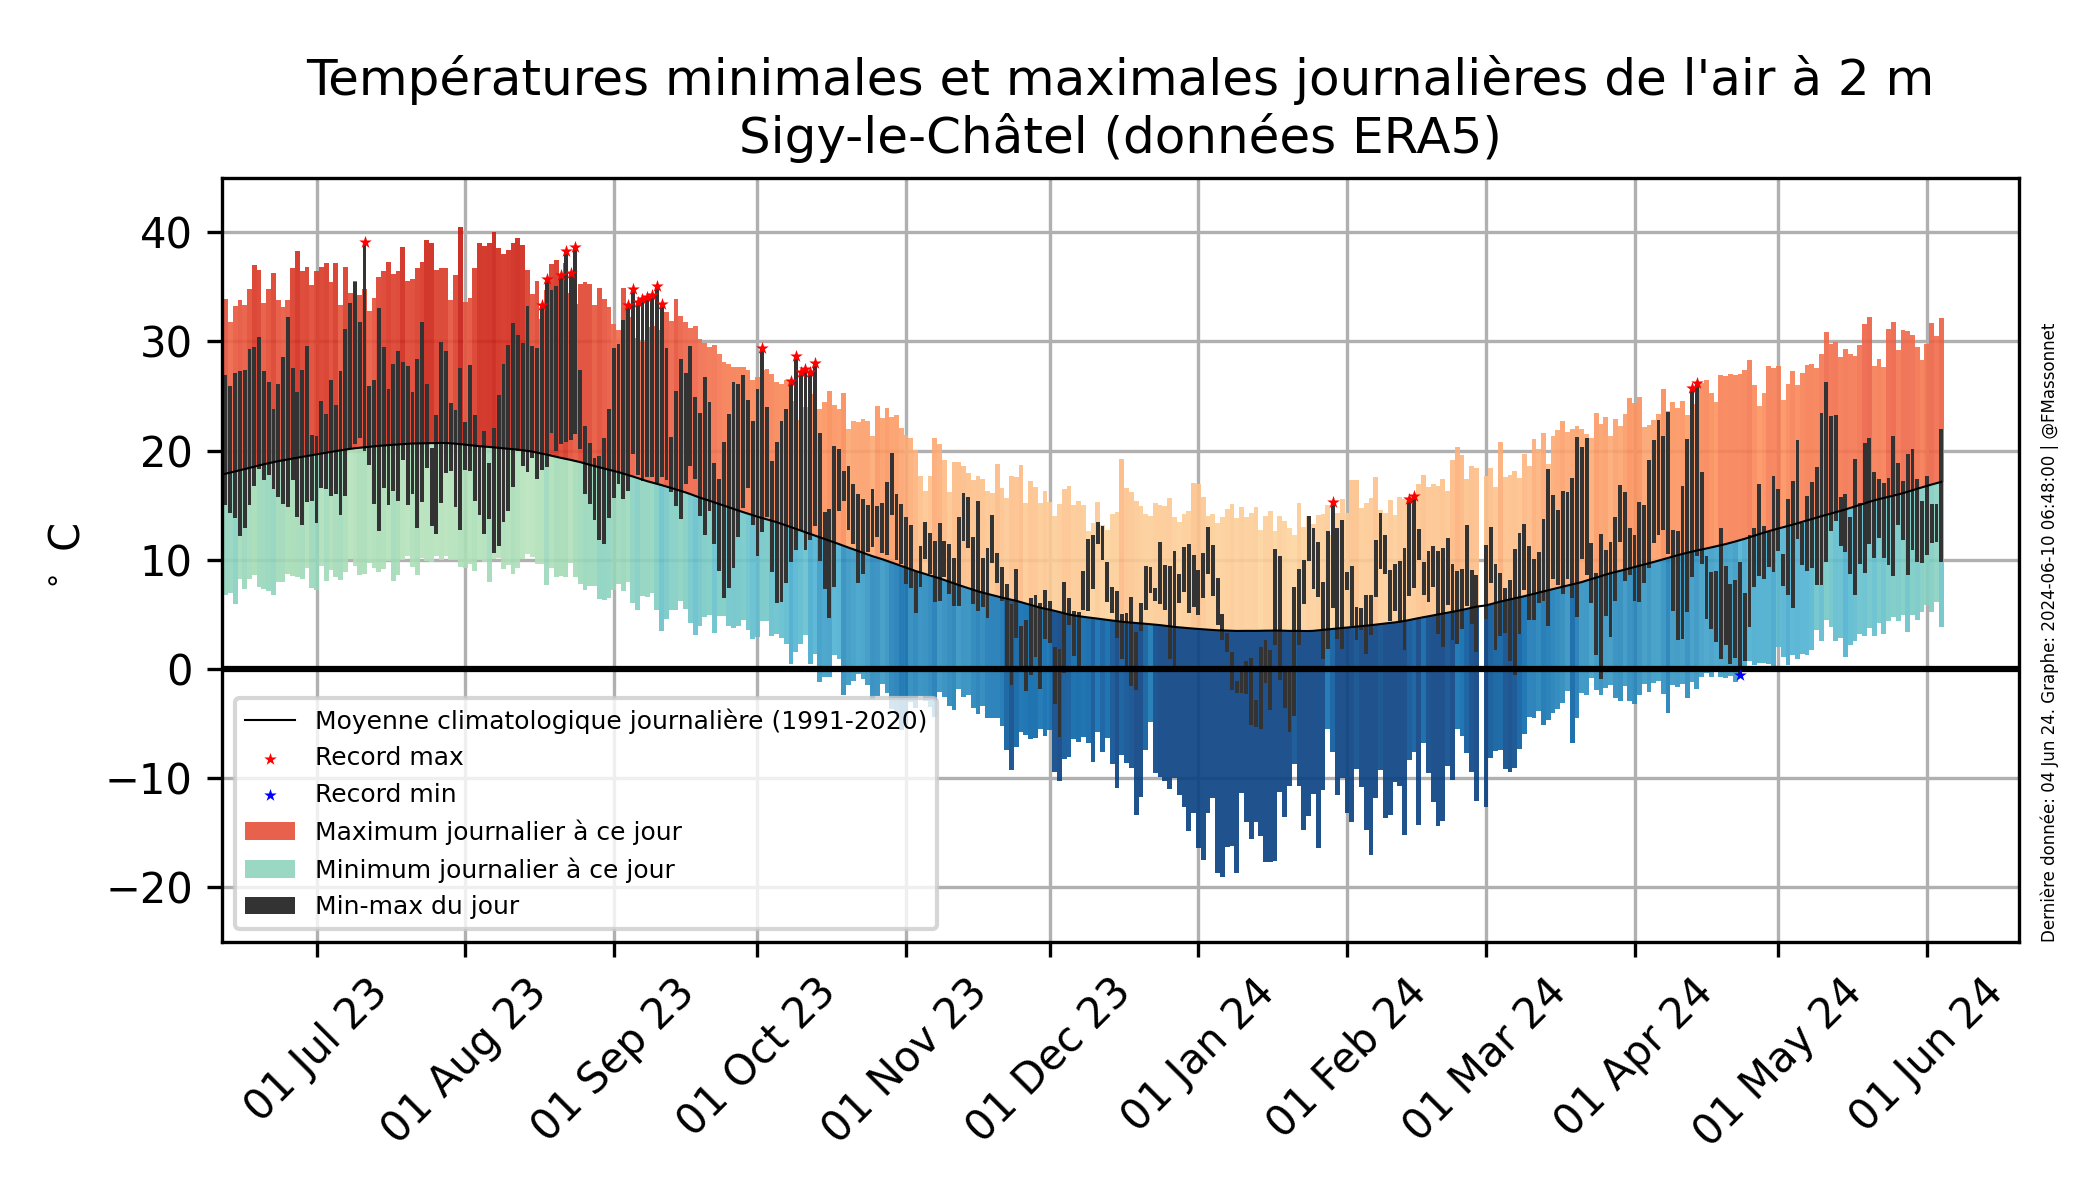 Températures minimales et maximales journalières de l'air à 2 m
Sigy-le-Châtel (données ERA5)
40
30
20
10
0
−10
−20
° C
Moyenne climatologique journalière (1991-2020)
Record max
Record min
Maximum journalier à ce jour
Minimum journalier à ce jour
Min-max du jour
01 Jul 23
01 Aug 23
01 Sep 23
01 Oct 23
01 Nov 23
01 Dec 23
01 Jan 24
01 Feb 24
01 Mar 24
01 Apr 24
01 May 24
01 Jun 24
Dernière donnée: 04 Jun 24. Graphe: 2024-06-10 06:48:00 | @FMassonnet